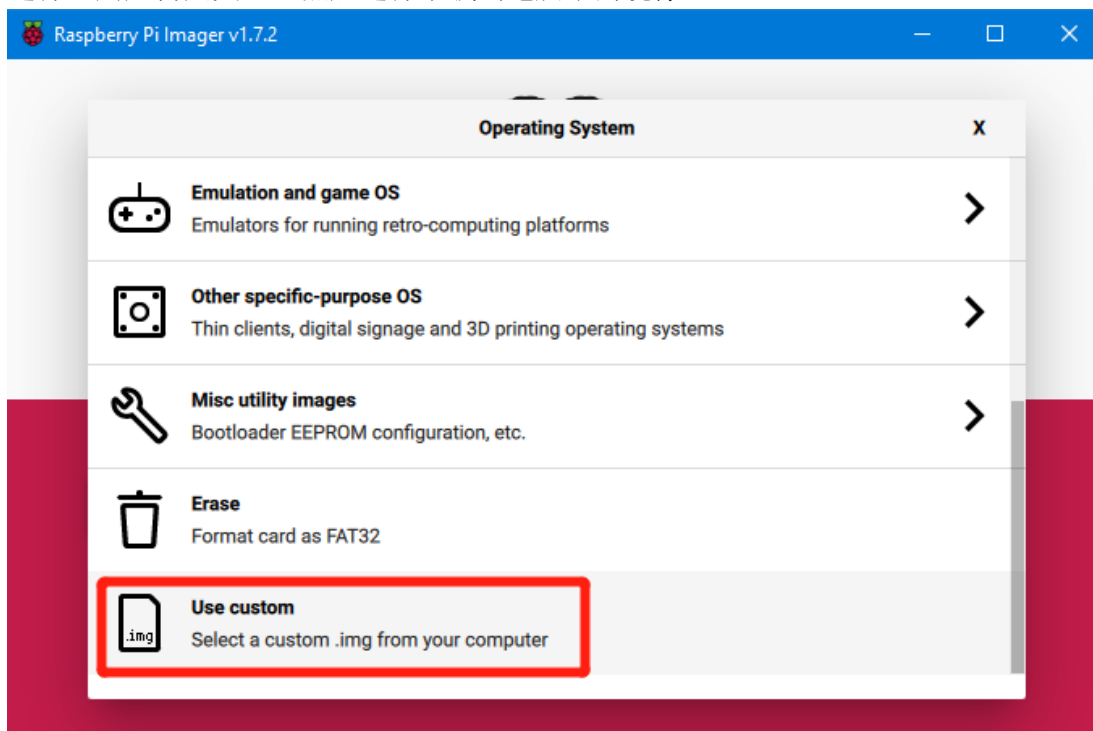 Raspberry Pi Imager v1.7.2
Operating System X
Emulation and game OS
Emulators for running retro-computing platforms
Other specific-purpose OS
Thin clients, digital signage and 3D printing operating systems
Misc utility images
Bootloader EEPROM configuration, etc.
Erase
Format card as FAT32
Use custom
.img
Select a custom .img from your computer